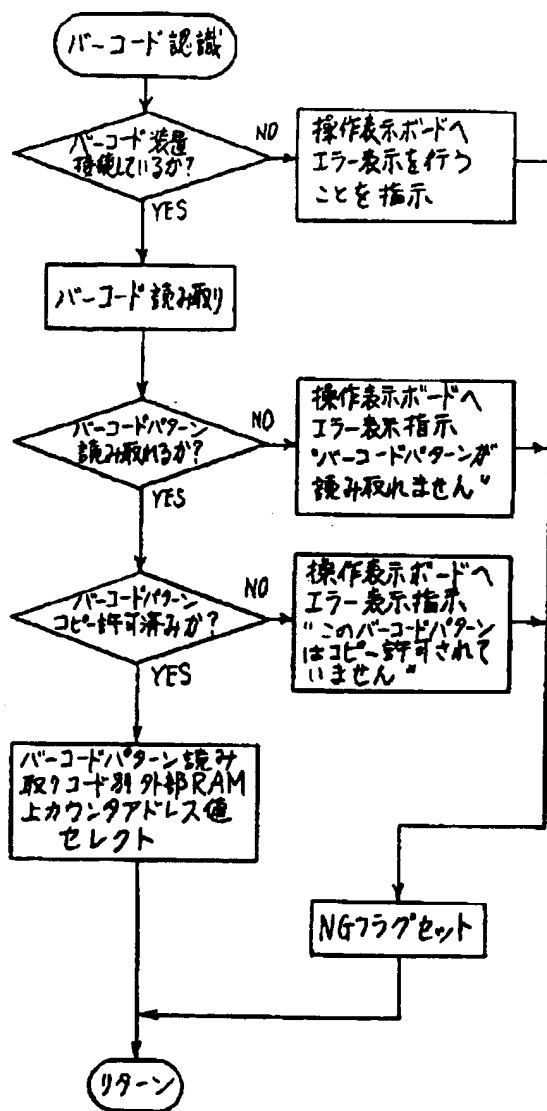 バーコード認識
バーコード装置
接続しているか?
NO
操作表示ボードへ
エラー表示を行う
ことを指示
YES
バーコード読み取り
バーコードパターン
読み取れるか?
NO
操作表示ボードへ
エラー表示指示
"バーコードパターンが
読み取れません"
YES
バーコードパターン
コピー許可済みか?
NO
操作表示ボードへ
エラー表示指示
"このバーコードパターン
はコピー許可されて
いません"
YES
バーコードパターン読み
取りコード別外部RAM
上カウンタアドレス値
セレクト
NGフラグセット
リターン